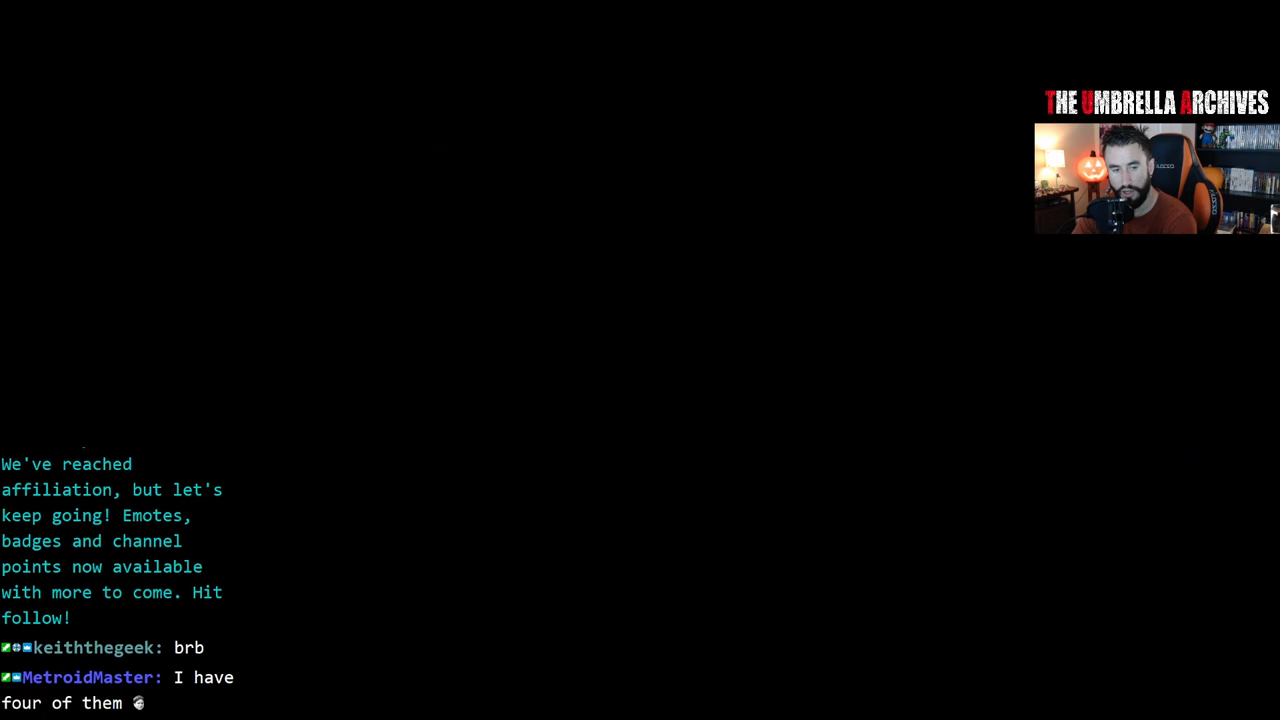 THE UMBRELLA ARCHIVES
We've reached
affiliation, but let's
keep going! Emotes,
badges and channel
points now available
with more to come. Hit
follow!
keiththegeek: brb
MetroidMaster: I have
four of them